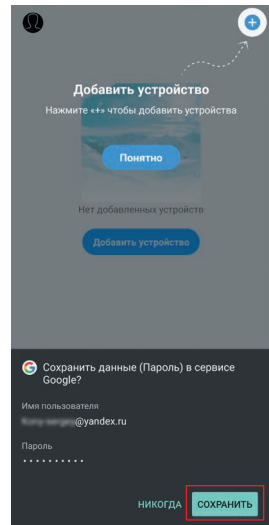 Добавить устройство
Нажмите «+» чтобы добавить устройства
Понятно
Нет добавленных устройств
Добавить устройство
Сохранить данные (Пароль) в сервисе
Google?
Имя пользователя
@yandex.ru
Пароль
••••••••••
НИКОГДА
СОХРАНИТЬ